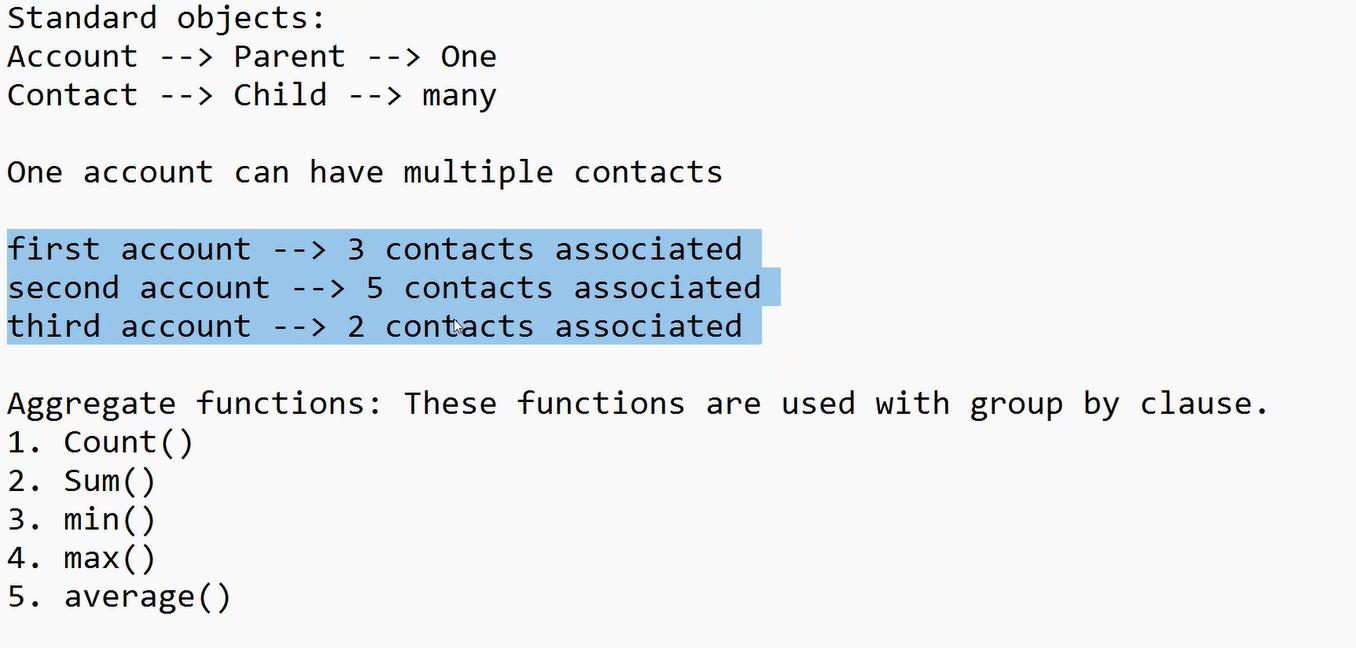 Standard objects:
Account --> Parent --> One
Contact --> Child --> many
One account can have multiple contacts
first account --> 3 contacts associated
second account --> 5 contacts associated
third account --> 2 contacts associated
Aggregate functions: These functions are used with group by clause.
1. Count()
2. Sum()
3. min()
4. max()
5. average()